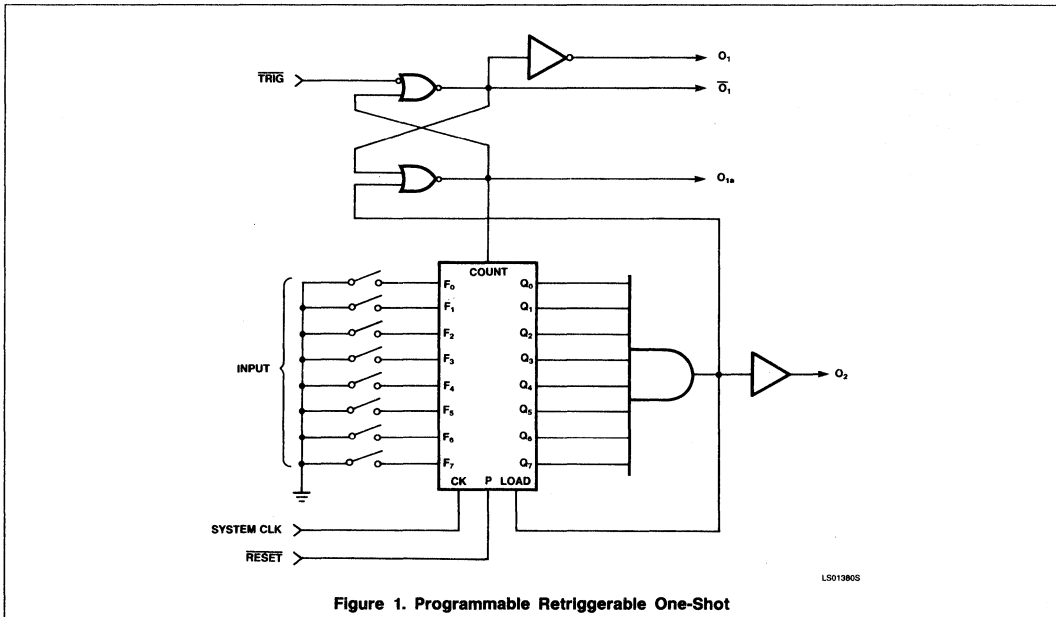 TRIG
O₁
O₁
O₁ₐ
COUNT
F₀ Q₀
F₁ Q₁
F₂ Q₂
F₃ Q₃
INPUT
F₄ Q₄
O₂
F₅ Q₅
F₆ Q₆
F₇ Q₇
CK P LOAD
SYSTEM CLK
RESET
LS01380S
Figure 1. Programmable Retriggerable One-Shot